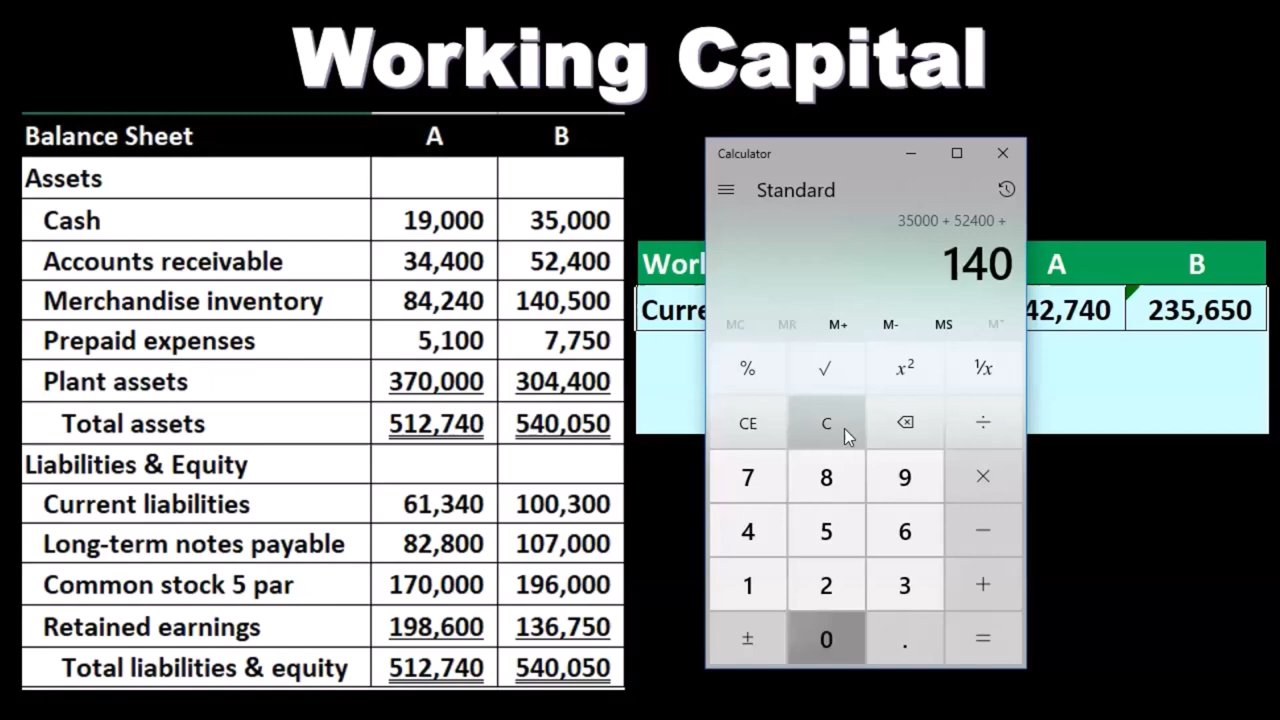 Working Capital
Balance Sheet A B
Assets
Cash 19,000 35,000
Accounts receivable 34,400 52,400
Merchandise inventory 84,240 140,500
Prepaid expenses 5,100 7,750
Plant assets 370,000 304,400
Total assets 512,740 540,050
Liabilities & Equity
Current liabilities 61,340 100,300
Long-term notes payable 82,800 107,000
Common stock 5 par 170,000 196,000
Retained earnings 198,600 136,750
Total liabilities & equity 512,740 540,050
Calculator
Standard
35000 + 52400 +
140
MC MR M+ M- MS M˅
% √ x² ¹/x
CE C ÷
7 8 9 ×
4 5 6 −
1 2 3 +
± 0 . =
A B
42,740 235,650